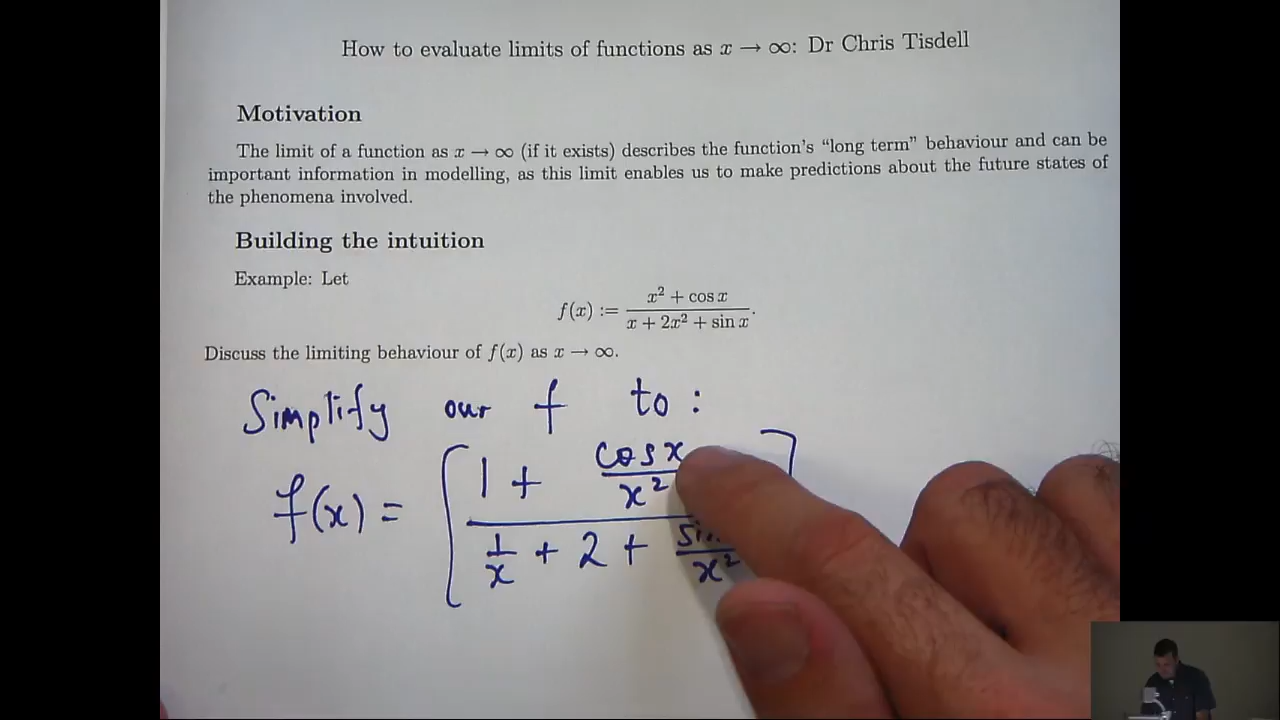 How to evaluate limits of functions as x → ∞: Dr Chris Tisdell
Motivation
The limit of a function as x → ∞ (if it exists) describes the function's “long term” behaviour and can be
important information in modelling, as this limit enables us to make predictions about the future states of
the phenomena involved.
Building the intuition
Example: Let
f(x) := (x² + cos x)/(x + 2x² + sin x).
Discuss the limiting behaviour of f(x) as x → ∞.
Simplify our f to:
f(x) = [1 + cos x
x²
1/x + 2 +
x²